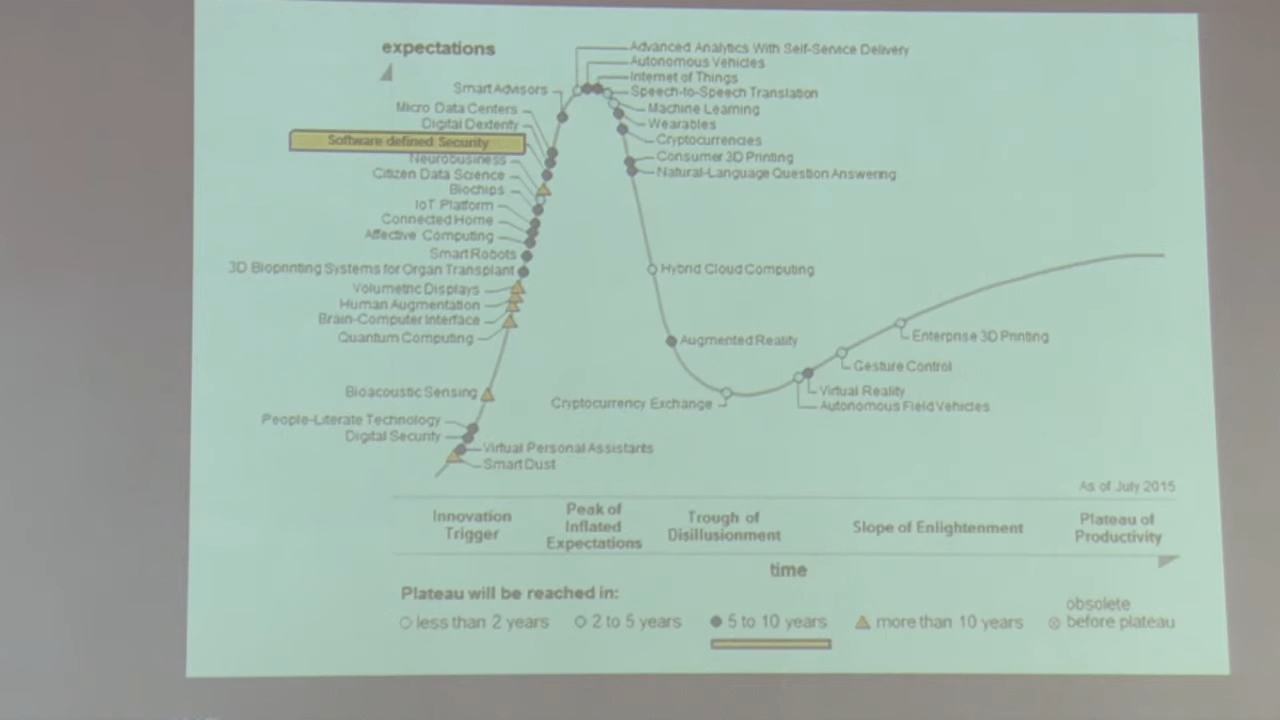 expectations
Advanced Analytics With Self-Service Delivery
Autonomous Vehicles
Internet of Things
Speech-to-Speech Translation
Machine Learning
Wearables
Cryptocurrencies
Consumer 3D Printing
Natural-Language Question Answering
Smart Advisors
Micro Data Centers
Digital Dexterity
Software defined Security
Neurobusiness
Citizen Data Science
Biochips
IoT Platform
Connected Home
Affective Computing
Smart Robots
3D Bioprinting Systems for Organ Transplant
Volumetric Displays
Human Augmentation
Brain-Computer Interface
Quantum Computing
Bioacoustic Sensing
People-Literate Technology
Digital Security
Virtual Personal Assistants
Smart Dust
Hybrid Cloud Computing
Augmented Reality
Cryptocurrency Exchange
Enterprise 3D Printing
Gesture Control
Virtual Reality
Autonomous Field Vehicles
As of July 2015
Innovation
Trigger
Peak of
Inflated
Expectations
Trough of
Disillusionment
Slope of Enlightenment
Plateau of
Productivity
time
Plateau will be reached in:
less than 2 years
2 to 5 years
5 to 10 years
more than 10 years
obsolete
before plateau